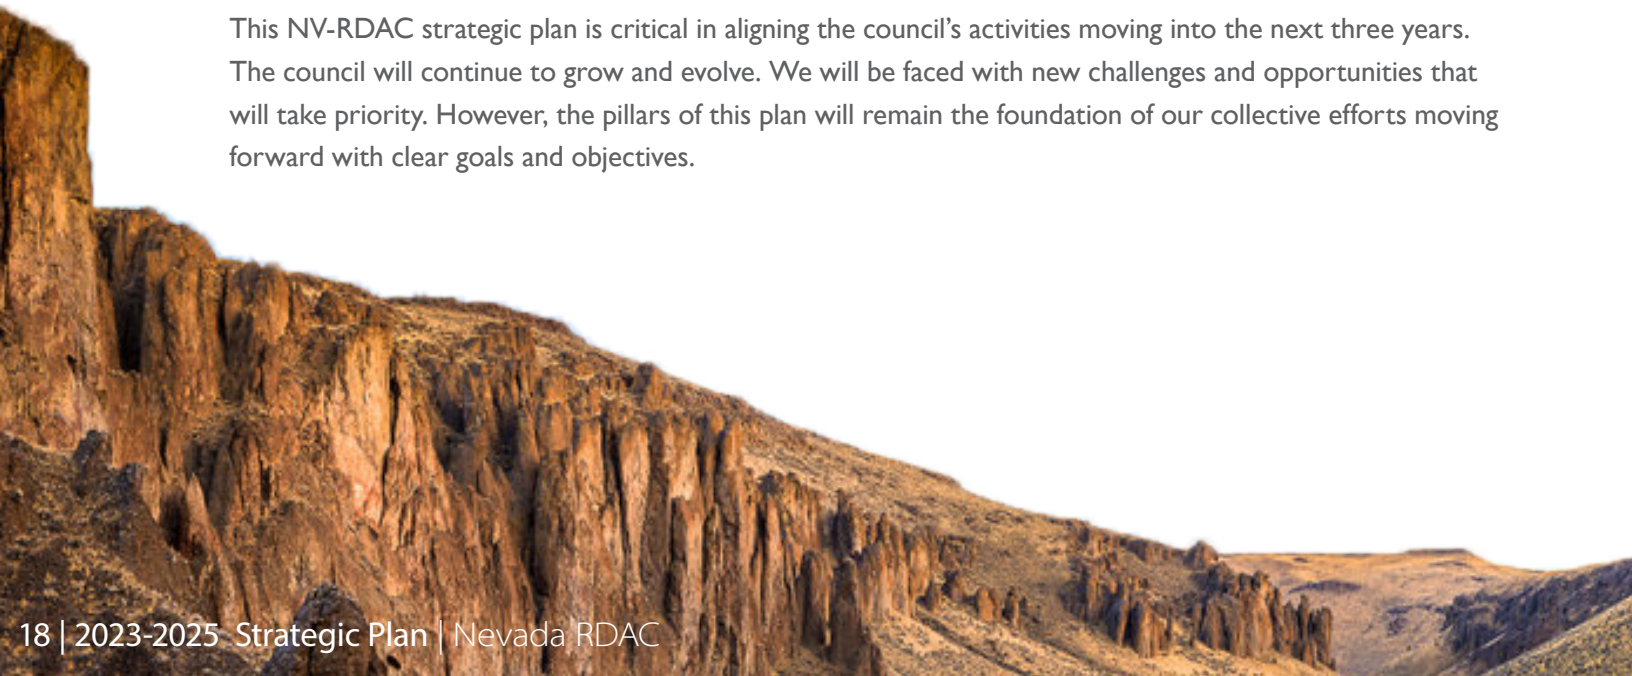 This NV-RDAC strategic plan is critical in aligning the council’s activities moving into the next three years.
The council will continue to grow and evolve. We will be faced with new challenges and opportunities that
will take priority. However, the pillars of this plan will remain the foundation of our collective efforts moving
forward with clear goals and objectives.
18 | 2023-2025 Strategic Plan | Nevada RDAC